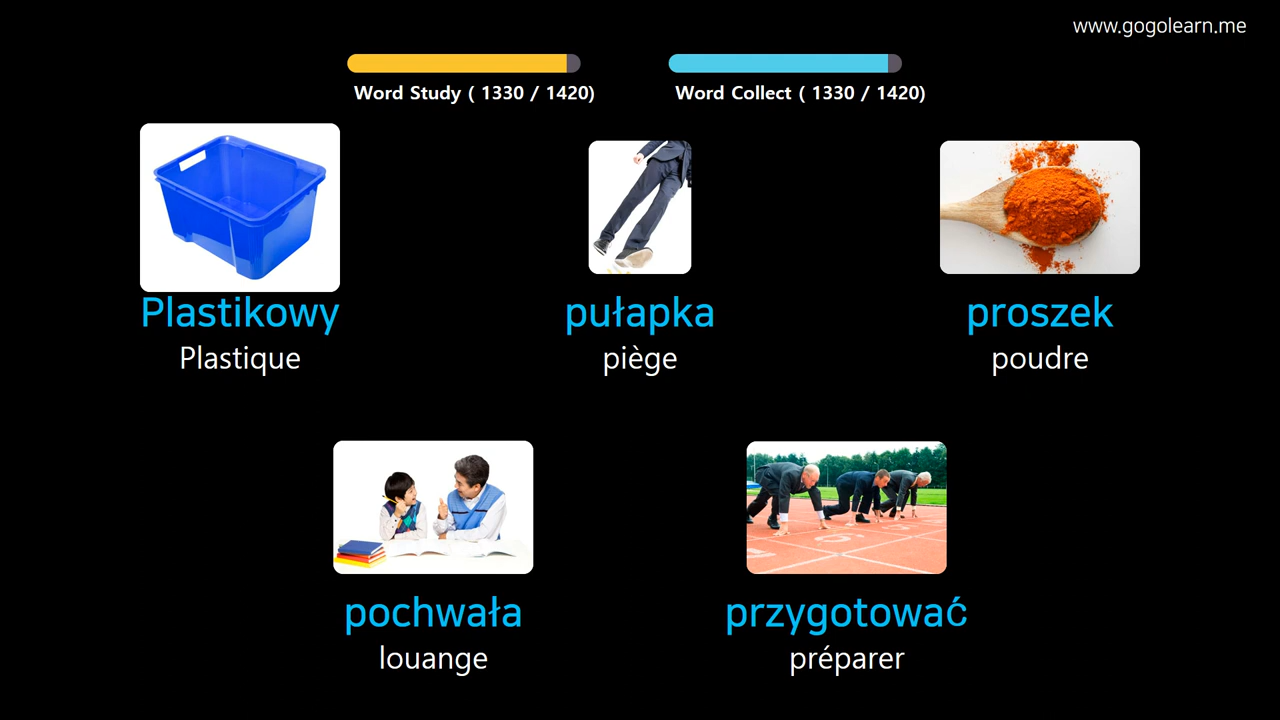 www.gogolearn.me
Word Study ( 1330 / 1420)
Word Collect ( 1330 / 1420)
Plastikowy
Plastique
pułapka
piège
proszek
poudre
pochwała
louange
przygotować
préparer